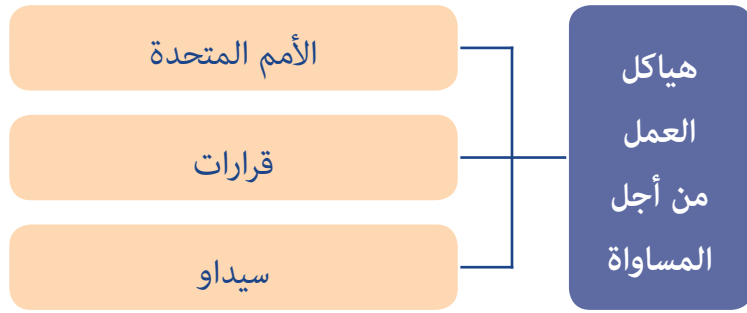 هياكل
العمل
من أجل
المساواة
الأمم المتحدة
قرارات
سيداو